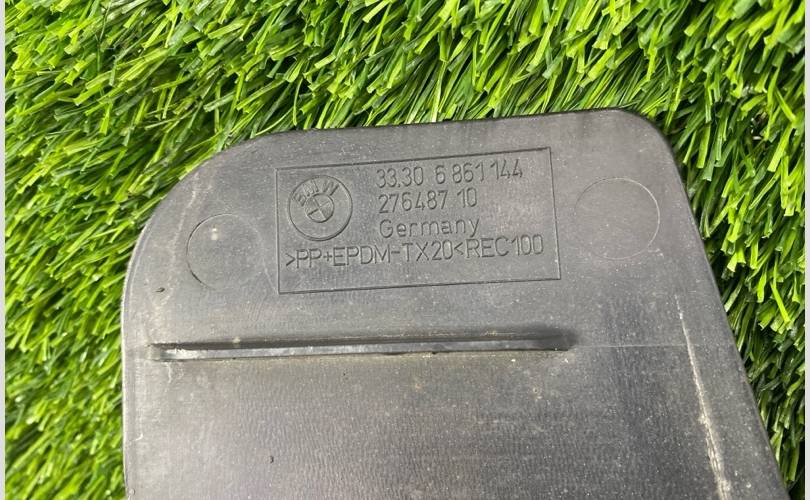 BMW
33.30 6 861 144
276487 10
Germany
>PP+EPDM-TX20<REC100